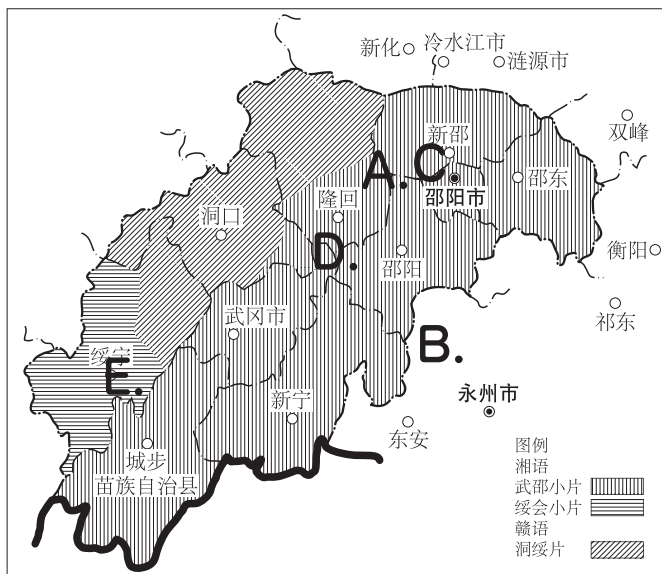 新化
冷水江市
涟源市
双峰
新邵
A.
C
邵阳市
邵东
隆回
洞口
D.
邵阳
衡阳
祁东
武冈市
B.
绥宁
E.
新宁
永州市
东安
城步
苗族自治县
图例
湘语
武邵小片
绥会小片
赣语
洞绥片